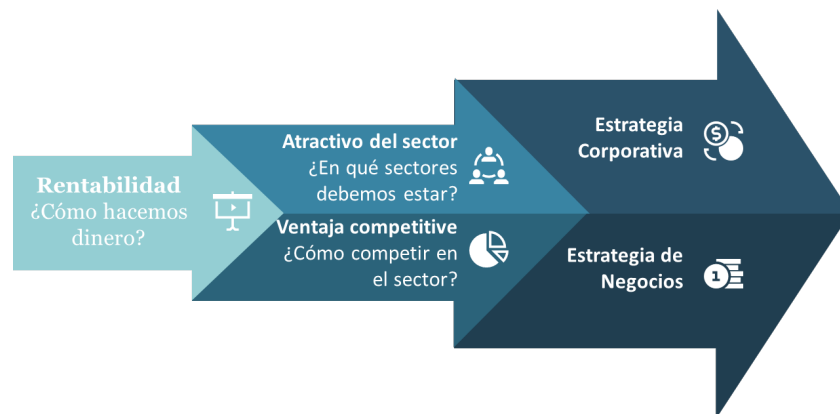 Rentabilidad
¿Cómo hacemos
dinero?
Atractivo del sector
¿En qué sectores
debemos estar?
Ventaja competitive
¿Cómo competir en
el sector?
Estrategia
Corporativa
$
Estrategia de
Negocios
1